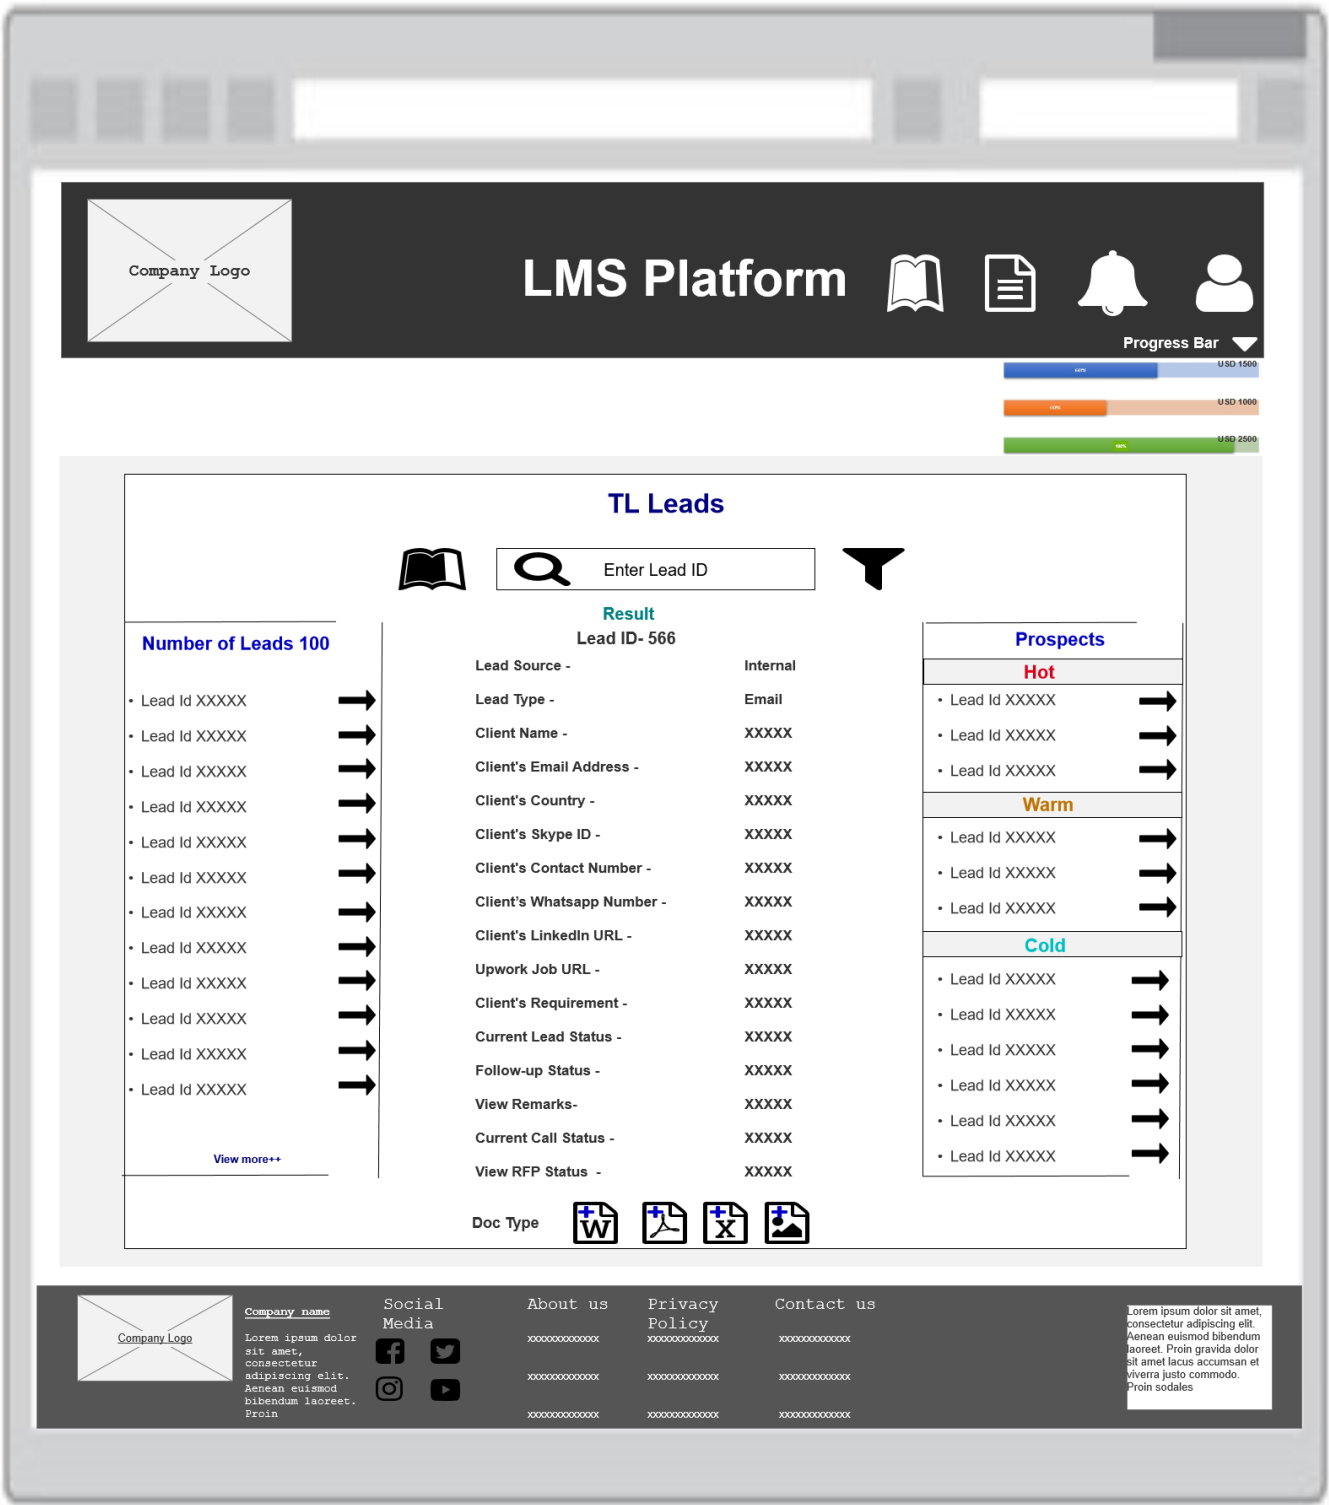 Company Logo
LMS Platform
Progress Bar
60%
USD 1500
USD 1000
USD 2500
TL Leads
Enter Lead ID
Result
Lead ID- 566
Number of Leads 100
• Lead Id XXXXX
• Lead Id XXXXX
• Lead Id XXXXX
• Lead Id XXXXX
• Lead Id XXXXX
• Lead Id XXXXX
• Lead Id XXXXX
• Lead Id XXXXX
• Lead Id XXXXX
• Lead Id XXXXX
• Lead Id XXXXX
• Lead Id XXXXX
View more++
Lead Source - Internal
Lead Type - Email
Client Name - XXXXX
Client's Email Address - XXXXX
Client's Country - XXXXX
Client's Skype ID - XXXXX
Client's Contact Number - XXXXX
Client’s Whatsapp Number - XXXXX
Client's LinkedIn URL - XXXXX
Upwork Job URL - XXXXX
Client's Requirement - XXXXX
Current Lead Status - XXXXX
Follow-up Status - XXXXX
View Remarks- XXXXX
Current Call Status - XXXXX
View RFP Status - XXXXX
Doc Type
W
X
Prospects
Hot
• Lead Id XXXXX
• Lead Id XXXXX
• Lead Id XXXXX
Warm
• Lead Id XXXXX
• Lead Id XXXXX
• Lead Id XXXXX
Cold
• Lead Id XXXXX
• Lead Id XXXXX
• Lead Id XXXXX
• Lead Id XXXXX
• Lead Id XXXXX
• Lead Id XXXXX
Company Logo
Company name
Lorem ipsum dolor
sit amet,
consectetur
adipiscing elit.
Aenean euismod
bibendum laoreet.
Proin
Social
Media
About us
xxxxxxxxxxxxx
xxxxxxxxxxxxx
xxxxxxxxxxxxx
Privacy
Policy
xxxxxxxxxxxxx
xxxxxxxxxxxxx
xxxxxxxxxxxxx
Contact us
xxxxxxxxxxxxx
xxxxxxxxxxxxx
xxxxxxxxxxxxx
Lorem ipsum dolor sit amet,
consectetur adipiscing elit.
Aenean euismod bibendum
laoreet. Proin gravida dolor
sit amet lacus accumsan et
viverra justo commodo.
Proin sodales